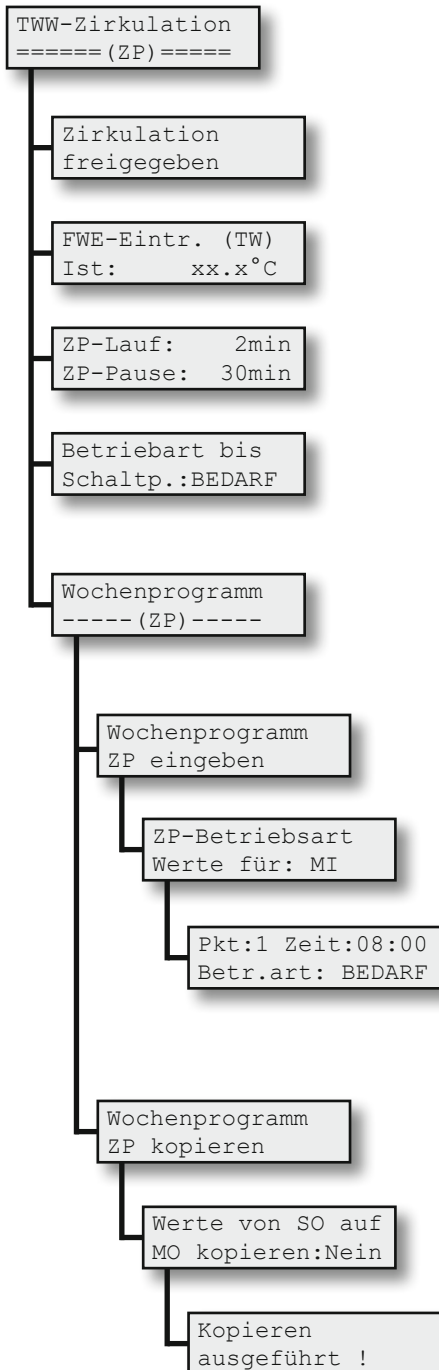 TWW-Zirkulation
======(ZP)=====
Zirkulation
freigegeben
FWE-Eintr. (TW)
Ist: xx.x°C
ZP-Lauf: 2min
ZP-Pause: 30min
Betriebart bis
Schaltp.:BEDARF
Wochenprogramm
-----(ZP)-----
Wochenprogramm
ZP eingeben
ZP-Betriebsart
Werte für: MI
Pkt:1 Zeit:08:00
Betr.art: BEDARF
Wochenprogramm
ZP kopieren
Werte von SO auf
MO kopieren:Nein
Kopieren
ausgeführt !